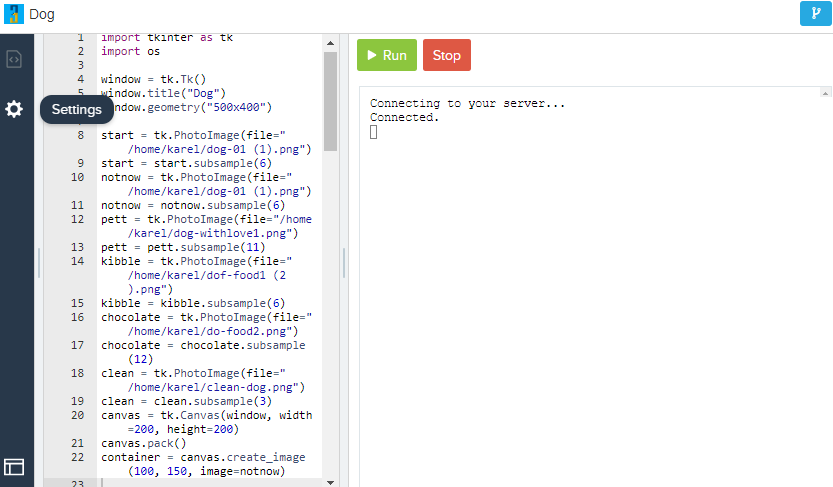 Dog
1 import tkinter as tk
2 import os
3
4 window = tk.Tk()
5 window.title("Dog")
window.geometry("500x400")
Settings
8 start = tk.PhotoImage(file="
/home/karel/dog-01 (1).png")
9 start = start.subsample(6)
10 notnow = tk.PhotoImage(file="
/home/karel/dog-01 (1).png")
11 notnow = notnow.subsample(6)
12 pett = tk.PhotoImage(file="/home
/karel/dog-withlove1.png")
13 pett = pett.subsample(11)
14 kibble = tk.PhotoImage(file="
/home/karel/dof-food1 (2
).png")
15 kibble = kibble.subsample(6)
16 chocolate = tk.PhotoImage(file="
/home/karel/do-food2.png")
17 chocolate = chocolate.subsample
(12)
18 clean = tk.PhotoImage(file="
/home/karel/clean-dog.png")
19 clean = clean.subsample(3)
20 canvas = tk.Canvas(window, width
=200, height=200)
21 canvas.pack()
22 container = canvas.create_image
(100, 150, image=notnow)
23
Run
Stop
Connecting to your server...
Connected.